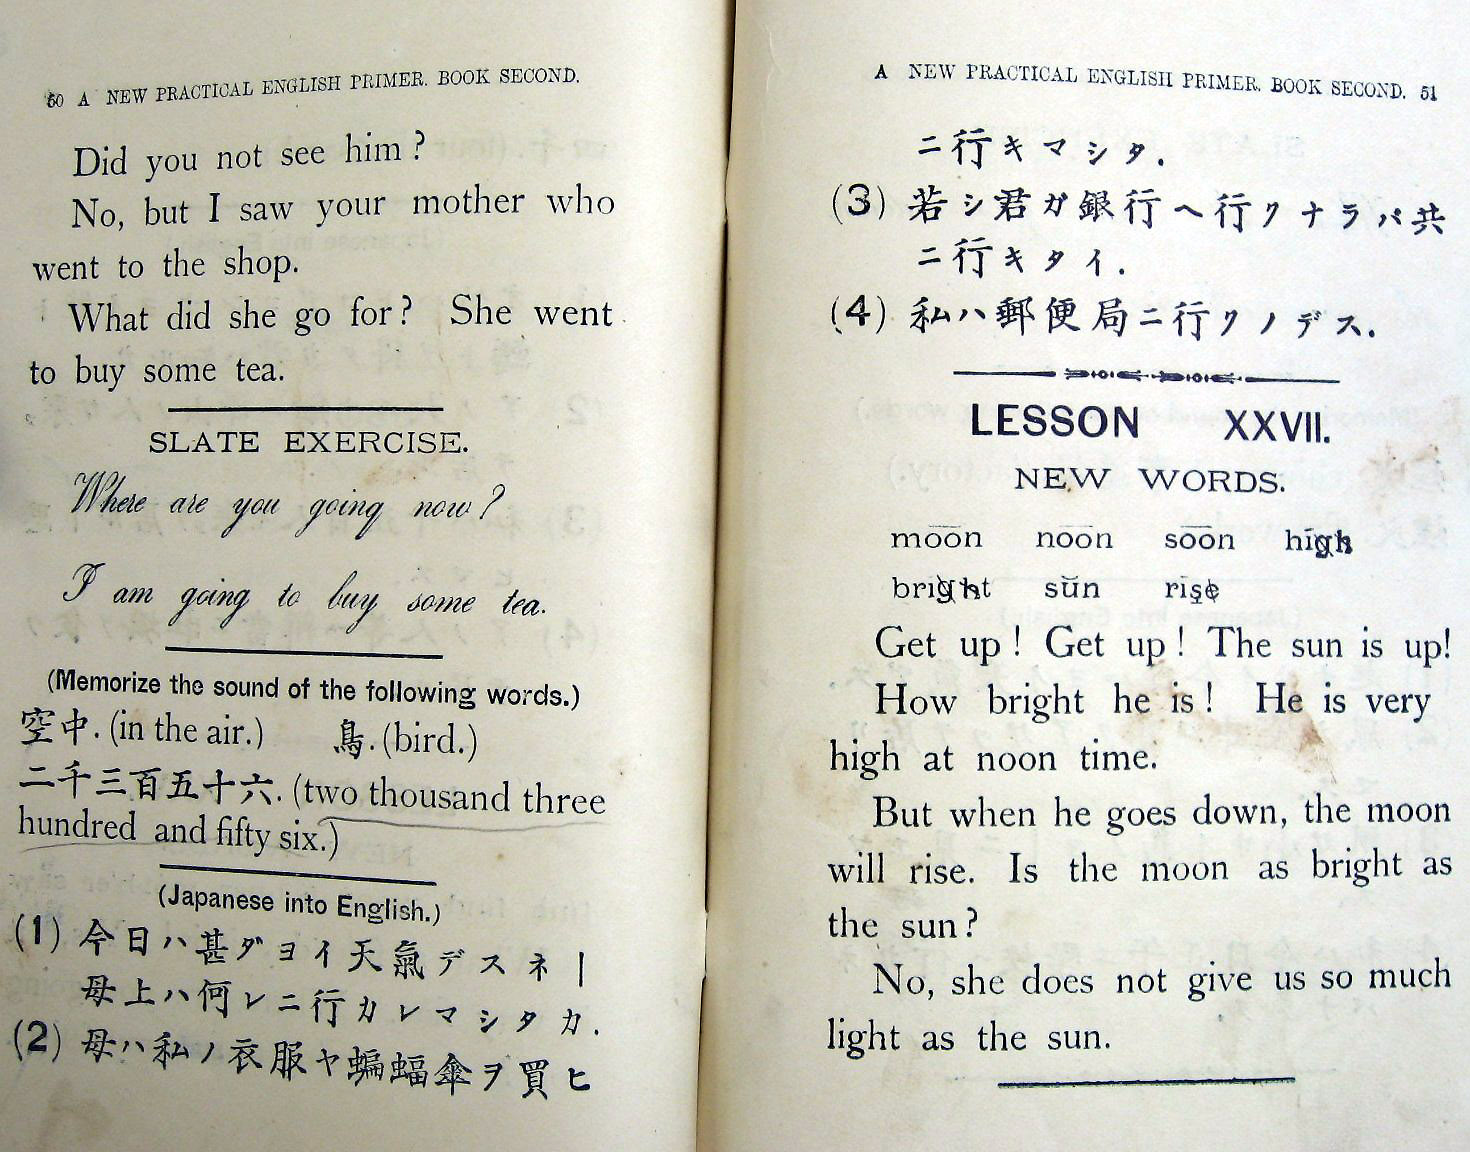 50 A NEW PRACTICAL ENGLISH PRIMER. BOOK SECOND.
Did you not see him?
No, but I saw your mother who
went to the shop.
What did she go for? She went
to buy some tea.
SLATE EXERCISE.
Where are you going now?
I am going to buy some tea.
(Memorize the sound of the following words.)
空中. (in the air.) 鳥. (bird.)
二千三百五十六. (two thousand three
hundred and fifty six.)
(Japanese into English.)
(1) 今日ハ甚ダヨイ天氣デスネー
母上ハ何レニ行カレマシタカ.
(2) 母ハ私ノ衣服ヤ蝙蝠傘ヲ買ヒ
A NEW PRACTICAL ENGLISH PRIMER. BOOK SECOND. 51
ニ行キマシタ.
(3) 若シ君ガ銀行ヘ行クナラバ共
ニ行キタイ.
(4) 私ハ郵便局ニ行クノデス.
LESSON XXVII.
NEW WORDS.
mo͞on no͞on so͞on hīgh
brīght sŭn rīse
Get up! Get up! The sun is up!
How bright he is! He is very
high at noon time.
But when he goes down, the moon
will rise. Is the moon as bright as
the sun?
No, she does not give us so much
light as the sun.